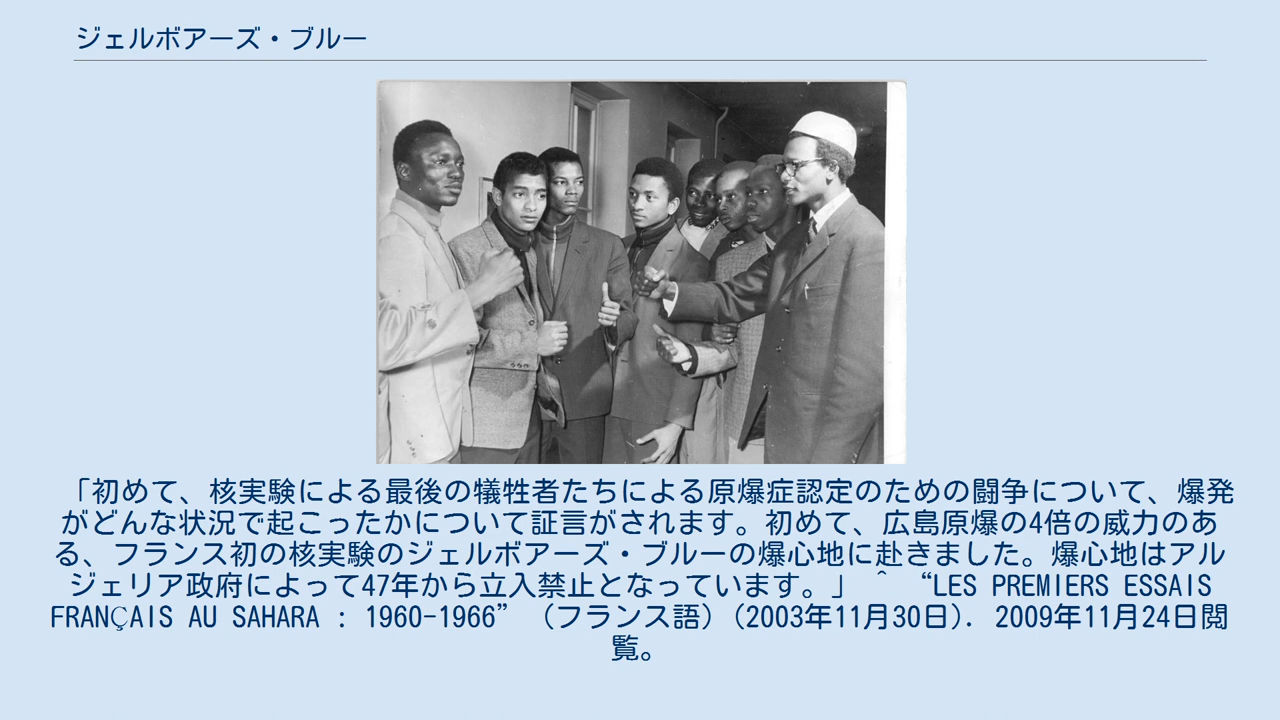 ジェルボアーズ・ブルー
「初めて、核実験による最後の犠牲者たちによる原爆症認定のための闘争について、爆発
がどんな状況で起こったかについて証言がされます。初めて、広島原爆の4倍の威力のあ
る、フランス初の核実験のジェルボアーズ・ブルーの爆心地に赴きました。爆心地はアル
ジェリア政府によって47年から立入禁止となっています。」 ^ “LES PREMIERS ESSAIS
FRANÇAIS AU SAHARA : 1960-1966” （フランス語）（2003年11月30日）. 2009年11月24日閲
覧。